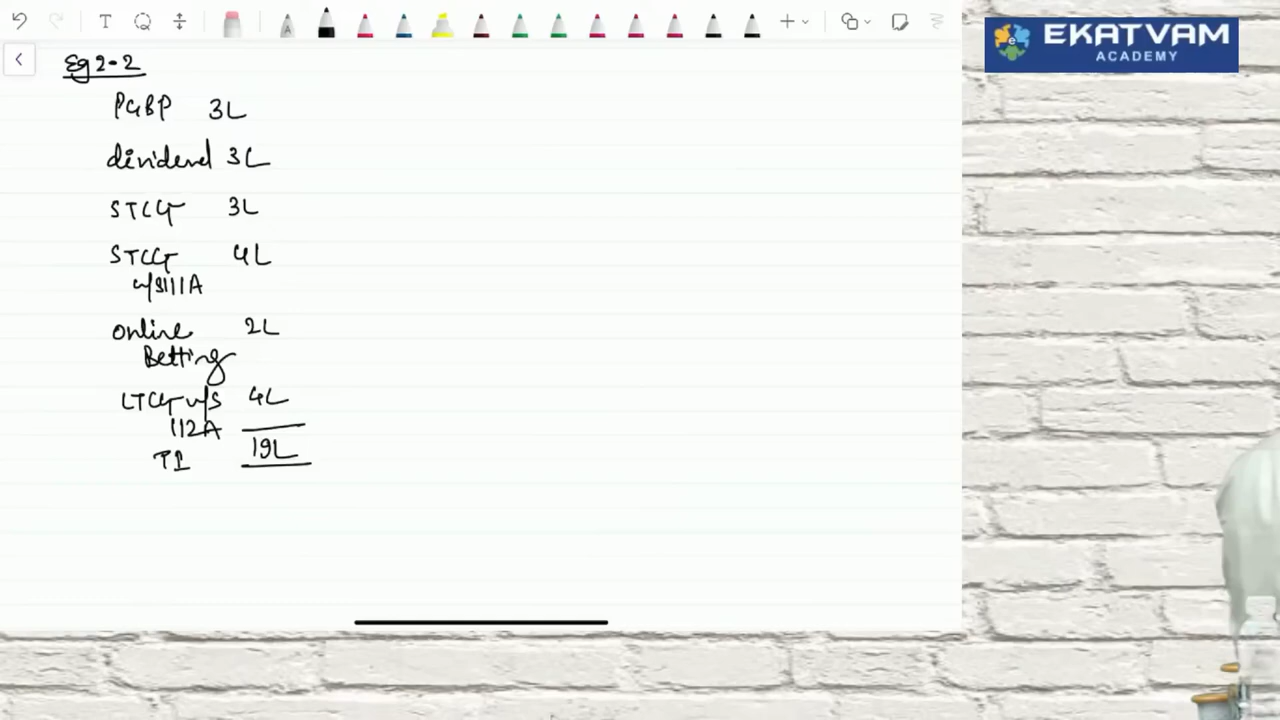 EKATVAM
ACADEMY
Eg 2.2
PGBP 3L
dividend 3L
STCG 3L
STCG 4L
u/s 111A
online 2L
Betting
LTCG u/s 4L
112A
TI 19L